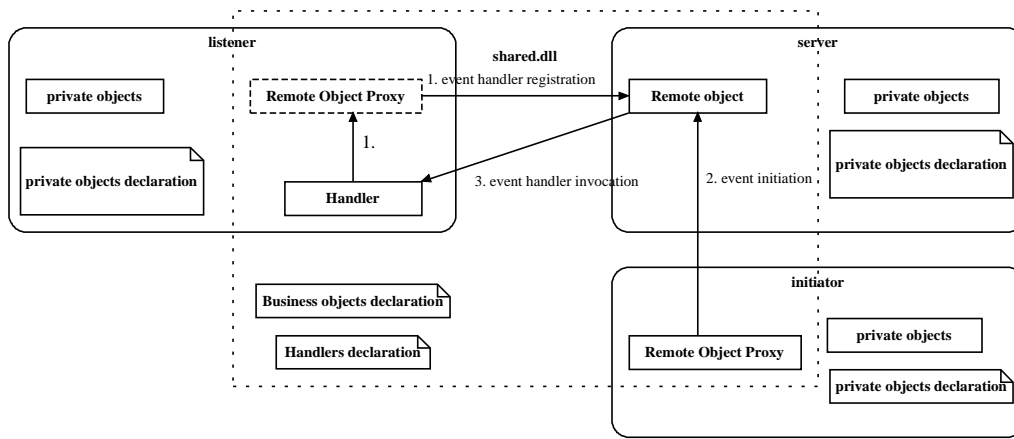 listener
server
shared.dll
1. event handler registration
private objects
Remote Object Proxy
Remote object
private objects
1.
private objects declaration
private objects declaration
3. event handler invocation
2. event initiation
Handler
initiator
Business objects declaration
private objects
Handlers declaration
Remote Object Proxy
private objects declaration